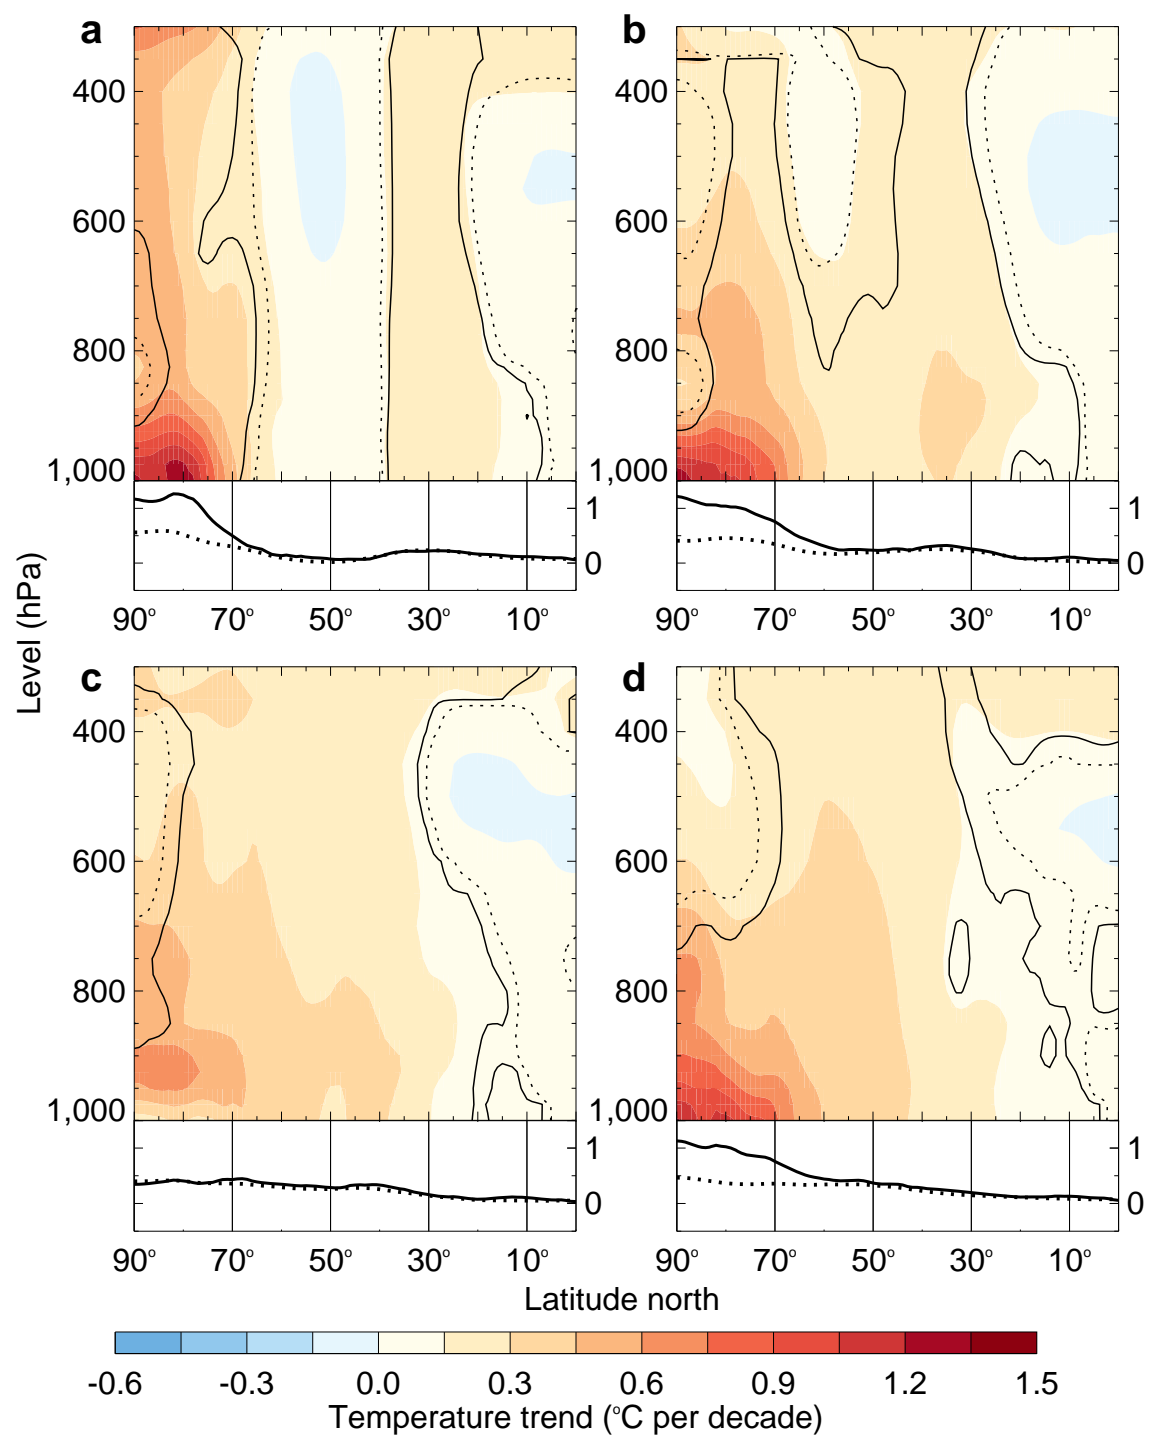 a b
400 400
600 600
800 800
1,000 1,000
1 1
0 0
90° 70° 50° 30° 10° 90° 70° 50° 30° 10°
Level (hPa)
c d
400 400
600 600
800 800
1,000 1,000
1 1
0 0
90° 70° 50° 30° 10° 90° 70° 50° 30° 10°
Latitude north
-0.6 -0.3 0.0 0.3 0.6 0.9 1.2 1.5
Temperature trend (°C per decade)